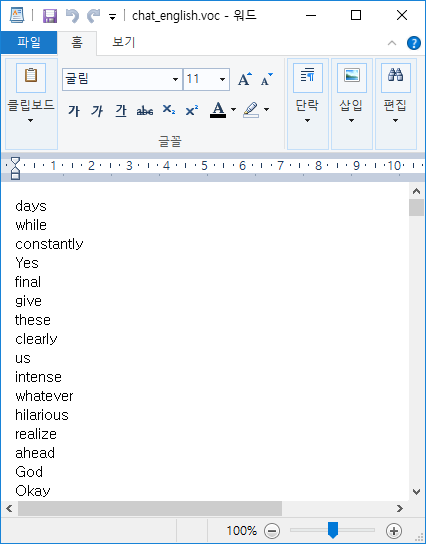 chat_english.voc - 워드
파일 홈 보기
클립보드
굴림 11
가 가 가 abc X₂ X² A
글꼴
단락
삽입
편집
1 2 3 4 5 6 7 8 9 10
days
while
constantly
Yes
final
give
these
clearly
us
intense
whatever
hilarious
realize
ahead
God
Okay
100%